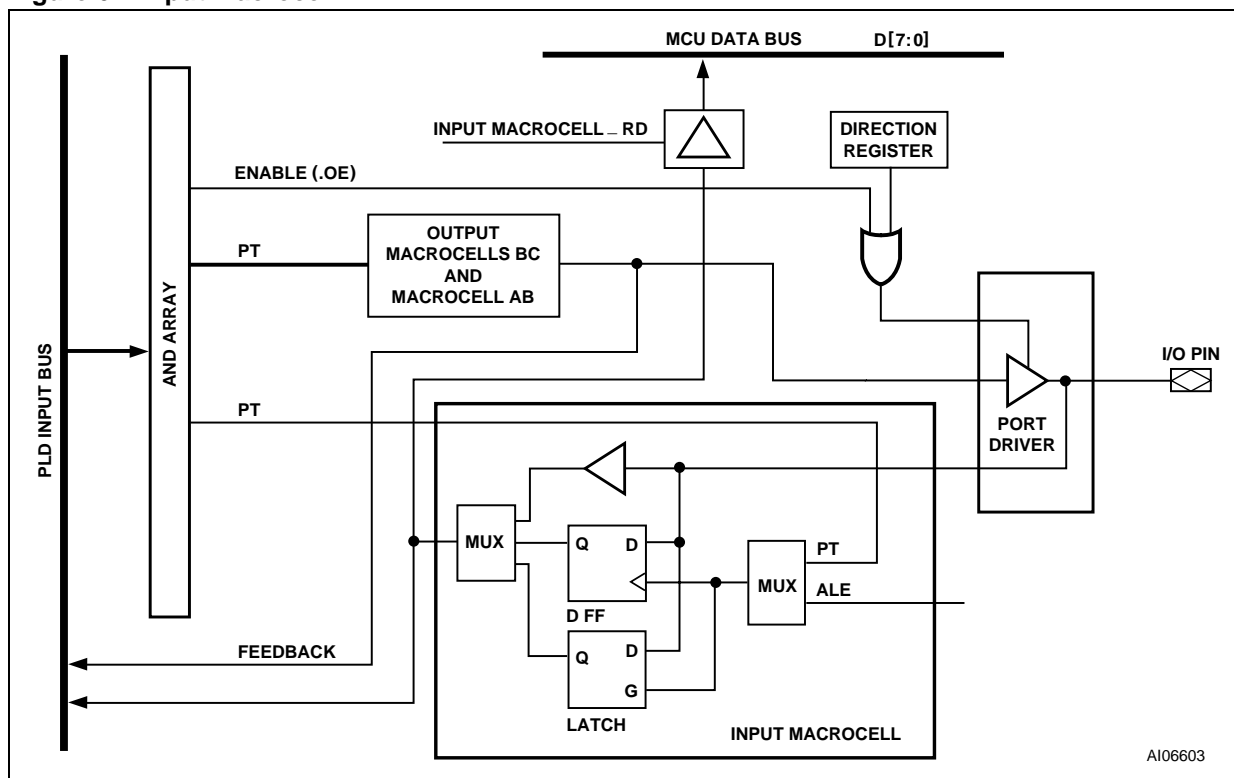 MCU DATA BUS D[7:0]
INPUT MACROCELL _ RD
DIRECTION
REGISTER
ENABLE (.OE)
PT
OUTPUT
MACROCELLS BC
AND
MACROCELL AB
AND ARRAY
PLD INPUT BUS
I/O PIN
PORT
DRIVER
PT
MUX
Q D
D FF
MUX
PT
ALE
Q D
G
LATCH
FEEDBACK
INPUT MACROCELL
AI06603